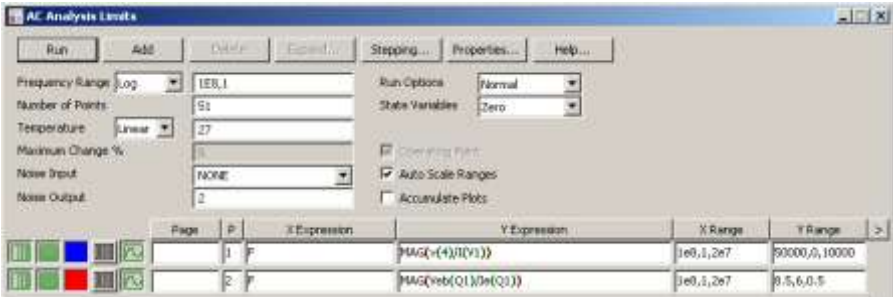 AC Analysis Limits
Run Add Delete Expand... Stepping... Properties... Help...
Frequency Range Log 1E8,1 Run Options Normal
Number of Points 51 State Variables Zero
Temperature Linear 27
Maximum Change % 5 Operating Point
Noise Input NONE Auto Scale Ranges
Noise Output 2 Accumulate Plots
Page P X Expression Y Expression X Range Y Range >
1 F MAG(v(4)/I(V1)) 1e8,1,2e7 50000,0,10000
2 F MAG(Veb(Q1)/Ie(Q1)) 1e8,1,2e7 8.5,6,0.5